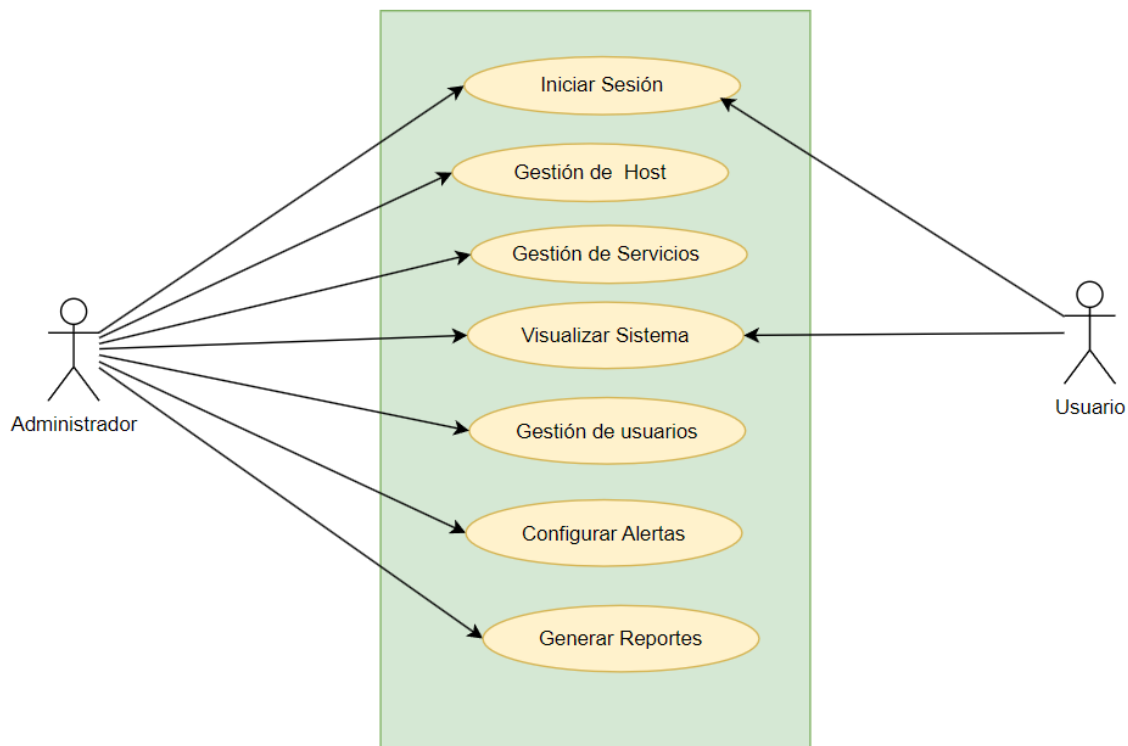 Iniciar Sesión
Gestión de Host
Gestión de Servicios
Visualizar Sistema
Administrador
Usuario
Gestión de usuarios
Configurar Alertas
Generar Reportes